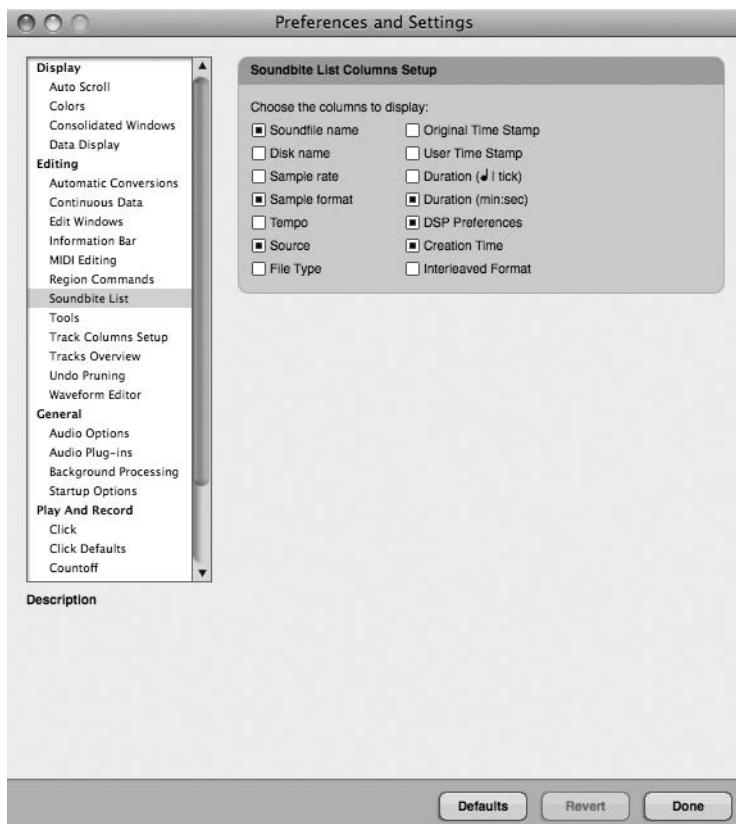 Preferences and Settings
Display
Auto Scroll
Colors
Consolidated Windows
Data Display
Editing
Automatic Conversions
Continuous Data
Edit Windows
Information Bar
MIDI Editing
Region Commands
Soundbite List
Tools
Track Columns Setup
Tracks Overview
Undo Pruning
Waveform Editor
General
Audio Options
Audio Plug-ins
Background Processing
Startup Options
Play And Record
Click
Click Defaults
Countoff
Description
Soundbite List Columns Setup
Choose the columns to display:
Soundfile name
Disk name
Sample rate
Sample format
Tempo
Source
File Type
Original Time Stamp
User Time Stamp
Duration (♩ | tick)
Duration (min:sec)
DSP Preferences
Creation Time
Interleaved Format
Defaults
Revert
Done